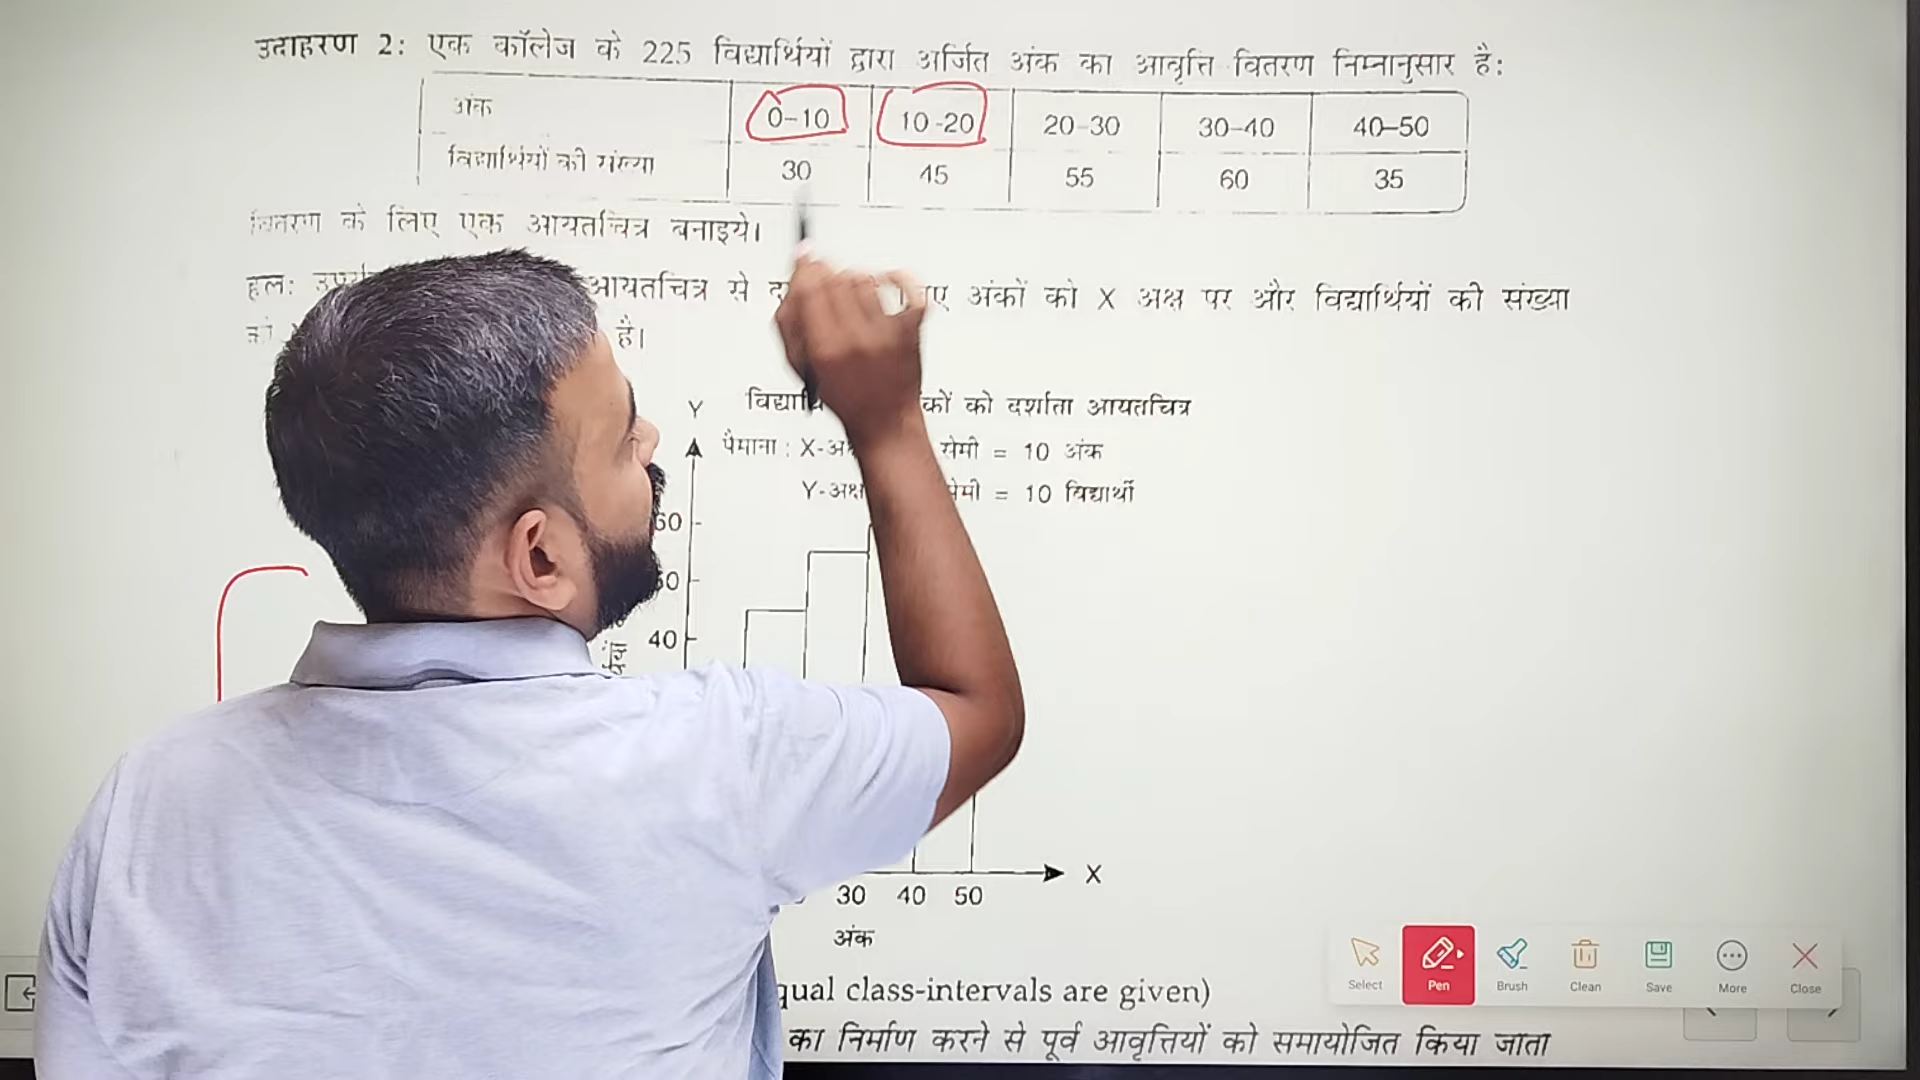 उदाहरण 2: एक कॉलेज के 225 विद्यार्थियों द्वारा अर्जित अंक का आवृत्ति वितरण निम्नानुसार है:
अंक 0–10 10-20 20-30 30–40 40–50
विद्यार्थियों की संख्या 30 45 55 60 35
वितरण के लिए एक आयतचित्र बनाइये।
हल: आयतचित्र से अंकों को X अक्ष पर और विद्यार्थियों की संख्या
है।
Y
को दर्शाता आयतचित्र
पैमाना : सेमी = 10 अंक
Y-अक्ष = 10 विद्यार्थी
40
X
30 40 50
अंक
class-intervals are given)
का निर्माण करने से पूर्व आवृत्तियों को समायोजित किया जाता
Select Pen Brush Clean Save More Close